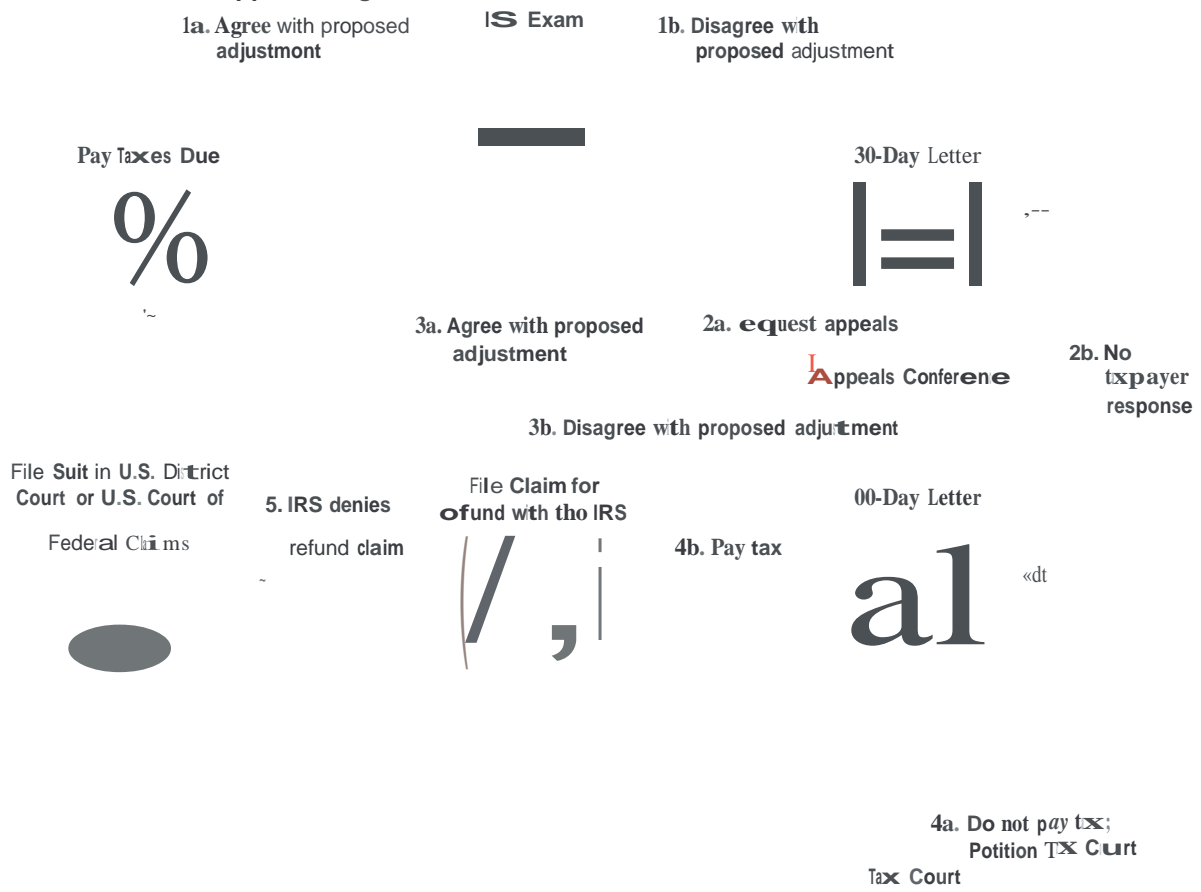 1a. Agree with proposed
adjustmont
IS Exam
1b. Disagree with
proposed adjustment
Pay Taxes Due
%
30-Day Letter
|=|
,--
'~
3a. Agree with proposed
adjustment
2a. equest appeals
Appeals Conferene
2b. No
txpayer
response
3b. Disagree with proposed adjutment
File Suit in U.S. District
Court or U.S. Court of
Federal Claims
5. IRS denies
refund claim
~
File Claim for
ofund with tho IRS
(/,¦
4b. Pay tax
00-Day Letter
al
«dt
4a. Do not pay tx;
Potition TX Curt
Tax Court